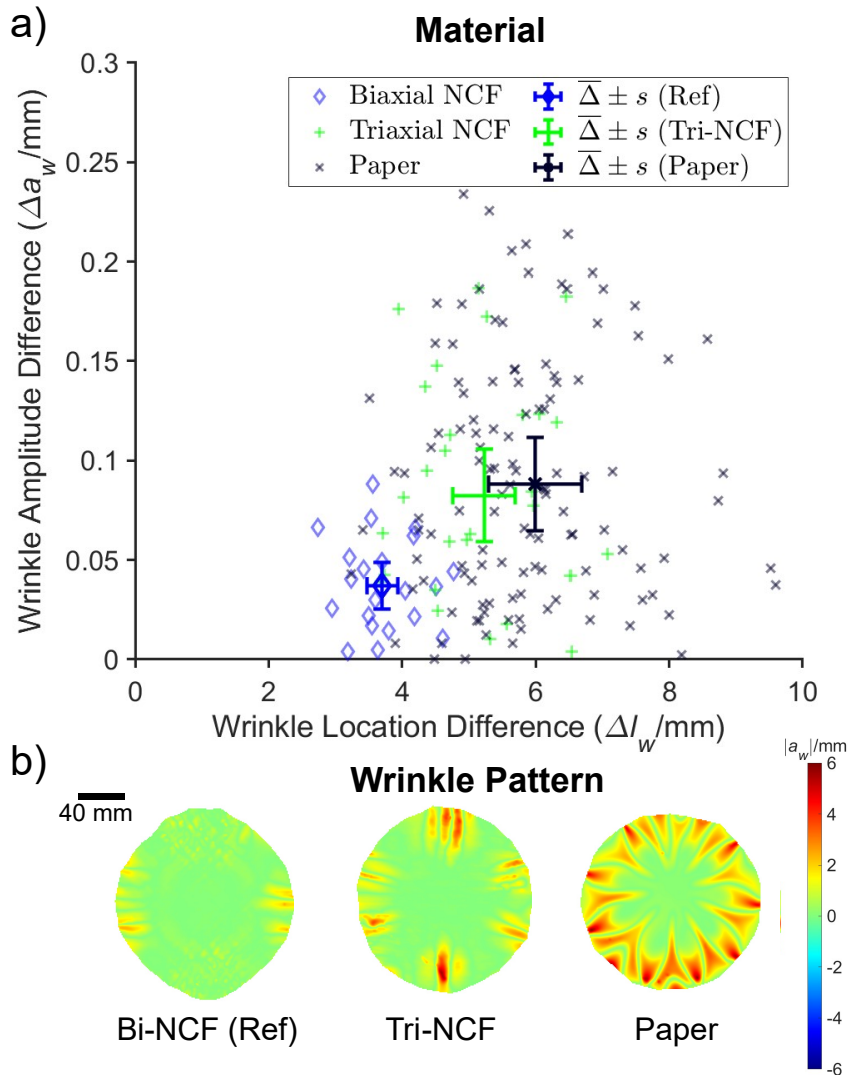 a)
Material
0.3
0.25
0.2
0.15
0.1
0.05
0
Wrinkle Amplitude Difference (Δa_w/mm)
Biaxial NCF
Triaxial NCF
Paper
Δ̅ ± s (Ref)
Δ̅ ± s (Tri-NCF)
Δ̅ ± s (Paper)
0 2 4 6 8 10
Wrinkle Location Difference (Δl_w/mm)
b)
Wrinkle Pattern
40 mm
|a_w|/mm
6
4
2
0
-2
-4
-6
Bi-NCF (Ref)
Tri-NCF
Paper